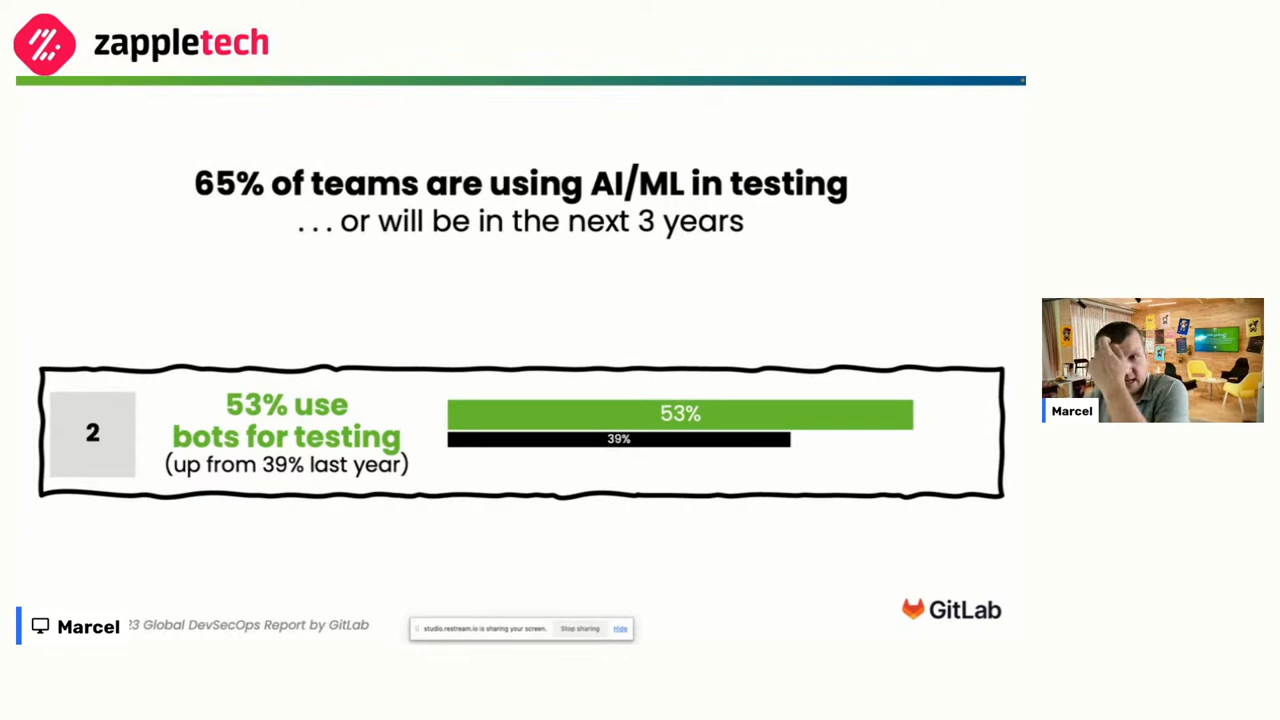 zappletech
65% of teams are using AI/ML in testing
. . . or will be in the next 3 years
2
53% use
bots for testing
(up from 39% last year)
53%
39%
Marcel
Marcel
23 Global DevSecOps Report by GitLab
studio.restream.io is sharing your screen.
Stop sharing
Hide
GitLab